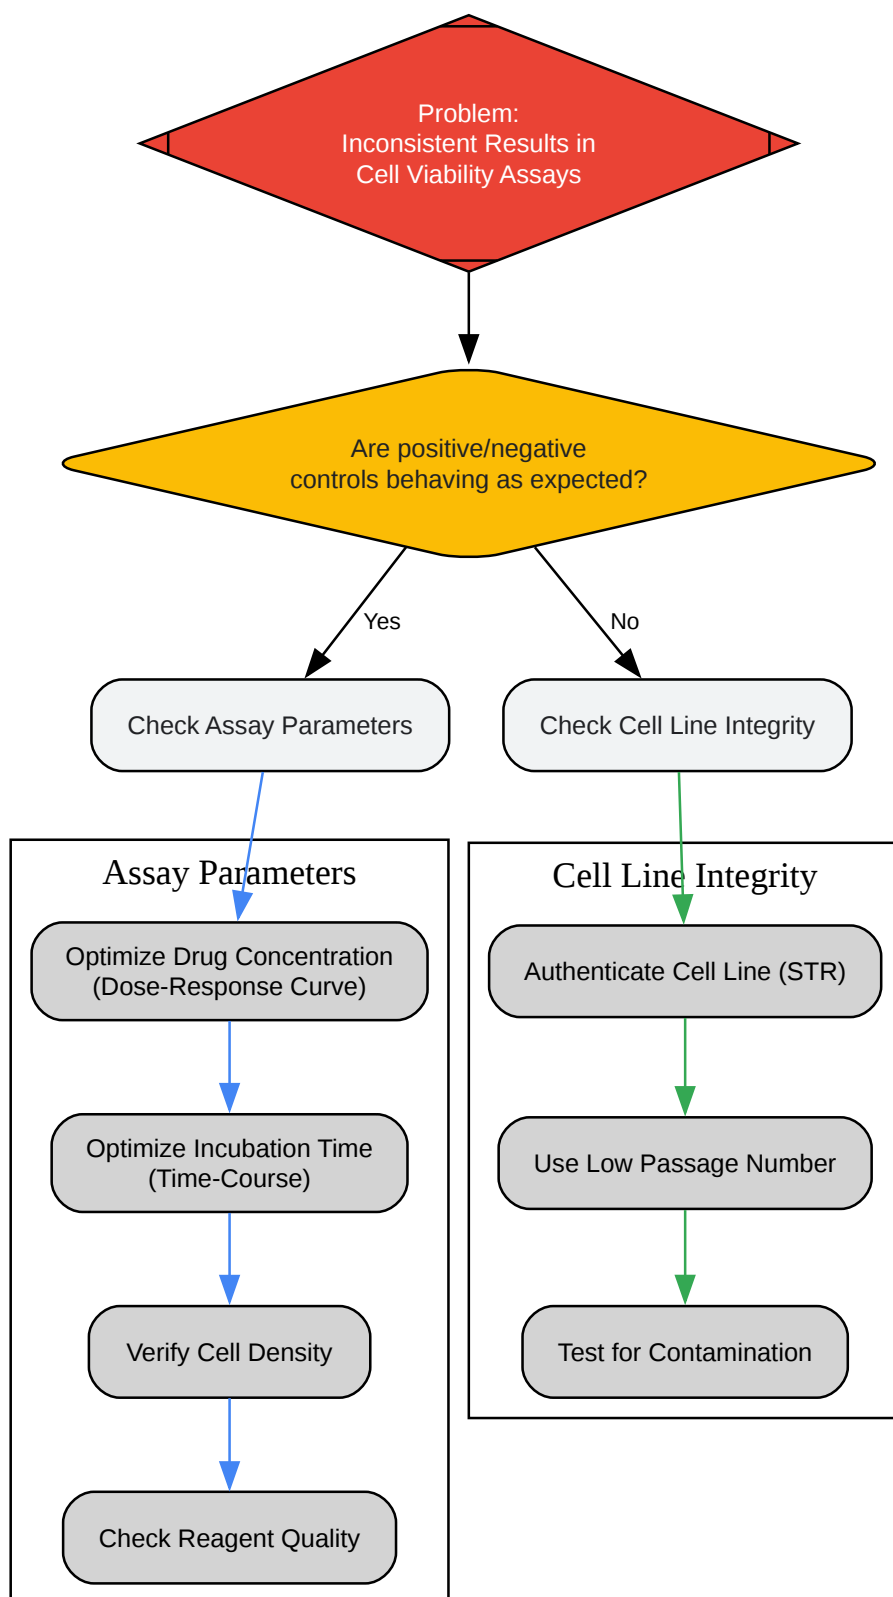 Problem:
Inconsistent Results in
Cell Viability Assays
Are positive/negative
controls behaving as expected?
Yes
No
Check Assay Parameters
Check Cell Line Integrity
Assay Parameters
Optimize Drug Concentration
(Dose-Response Curve)
Optimize Incubation Time
(Time-Course)
Verify Cell Density
Check Reagent Quality
Cell Line Integrity
Authenticate Cell Line (STR)
Use Low Passage Number
Test for Contamination